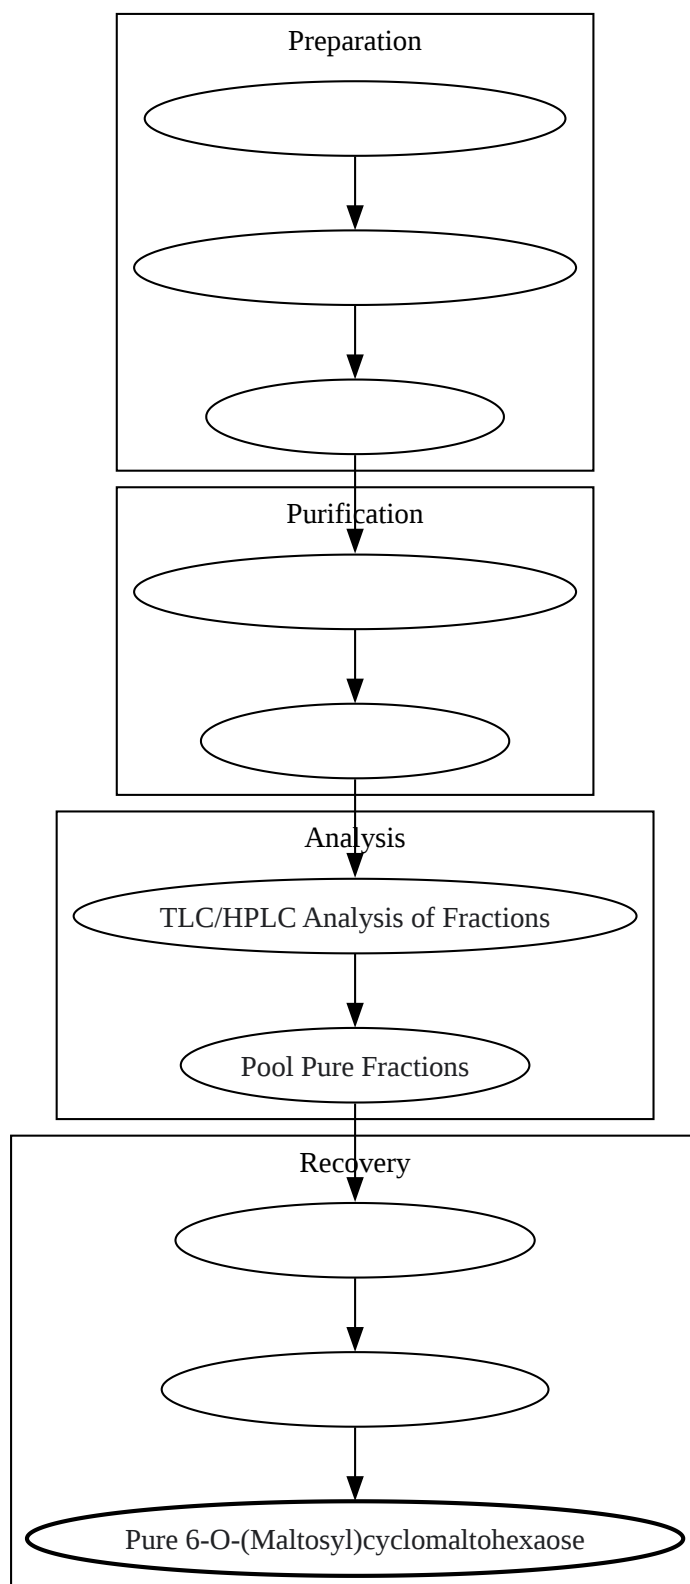 Preparation
Purification
Analysis
TLC/HPLC Analysis of Fractions
Pool Pure Fractions
Recovery
Pure 6-O-(Maltosyl)cyclomaltohexaose